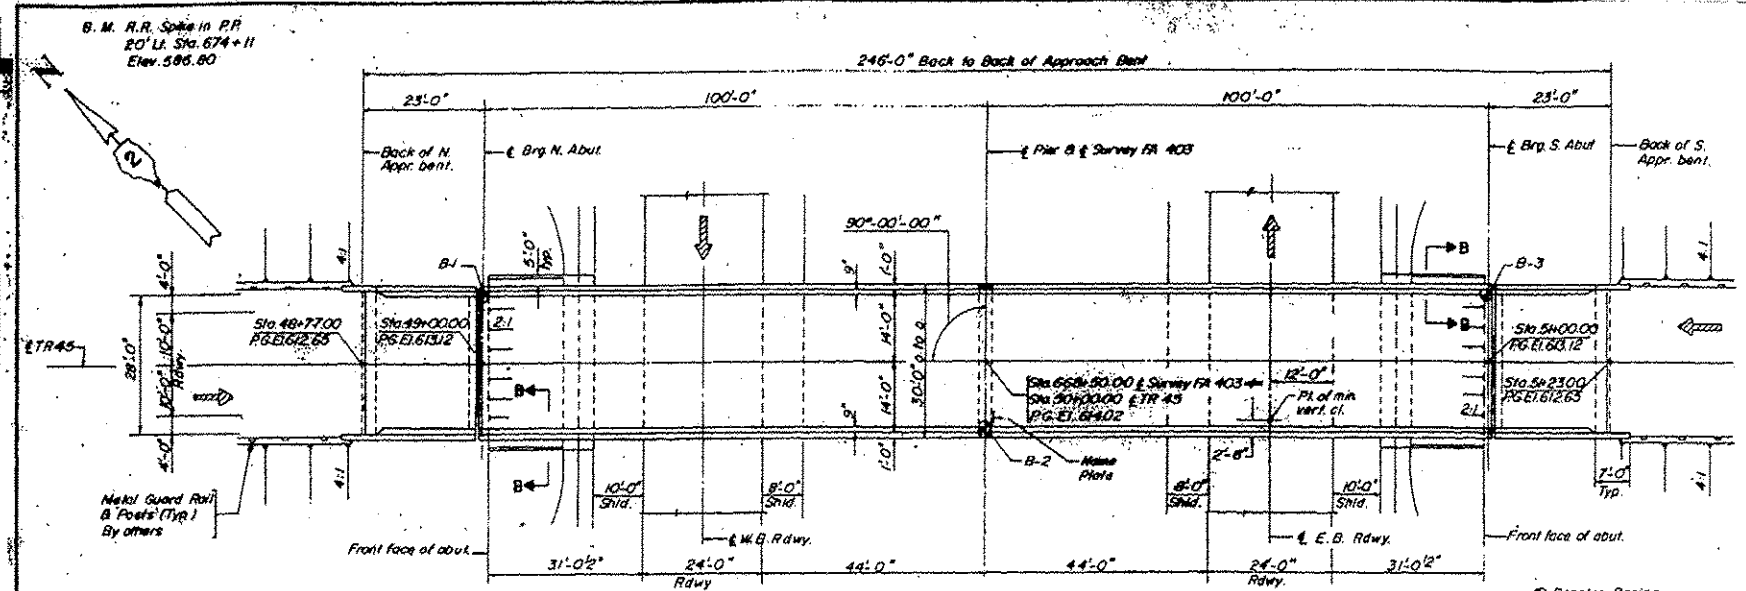 B.M. R.R. Spike in P.P.
20' Lt. Sta. 674+11
Elev. 586.80
N
2
246'-0" Back to Back of Approach Bent
23'-0"
100'-0"
100'-0"
23'-0"
Back of N.
Appr. bent.
℄ Brg. N. Abut.
℄ Pier & ℄ Survey FA 403
℄ Brg. S. Abut
Back of S.
Appr. bent.
90°-00'-00"
4:1
5'-0"
Typ.
9"
1'-0"
B
4:1
B-1
B-3
4'-0"
℄ TR 45
28'-0"
10'-0"
10'-0"
Rdwy
4'-0"
Sta. 48+77.00
P.G. El. 612.65
Sta. 49+00.00
P.G. El. 613.12
2:1
14'-0"
14'-0"
30'-0" o. to o.
B
Sta. 51+00.00
P.G. El. 613.12
Sta. 668+50.00 ℄ Survey FA 403
Sta. 50+00.00 ℄ TR 45
P.G. El. 614.02
12'-0"
Pt. of min.
vert. cl.
Sta. 51+23.00
P.G. El. 612.65
2:1
B
9"
1'-0"
B-2
Name
Plate
2'-6"
4:1
B
Metal Guard Rail
& Posts (Typ.)
By others
10'-0"
Shld.
8'-0"
Shld.
8'-0"
Shld.
10'-0"
Shld.
7'-0"
Typ.
4:1
Front face of abut.
℄ W.B. Rdwy.
℄ E.B. Rdwy.
Front face of abut.
31'-0½"
24'-0"
Rdwy
44'-0"
44'-0"
24'-0"
Rdwy.
31'-0½"